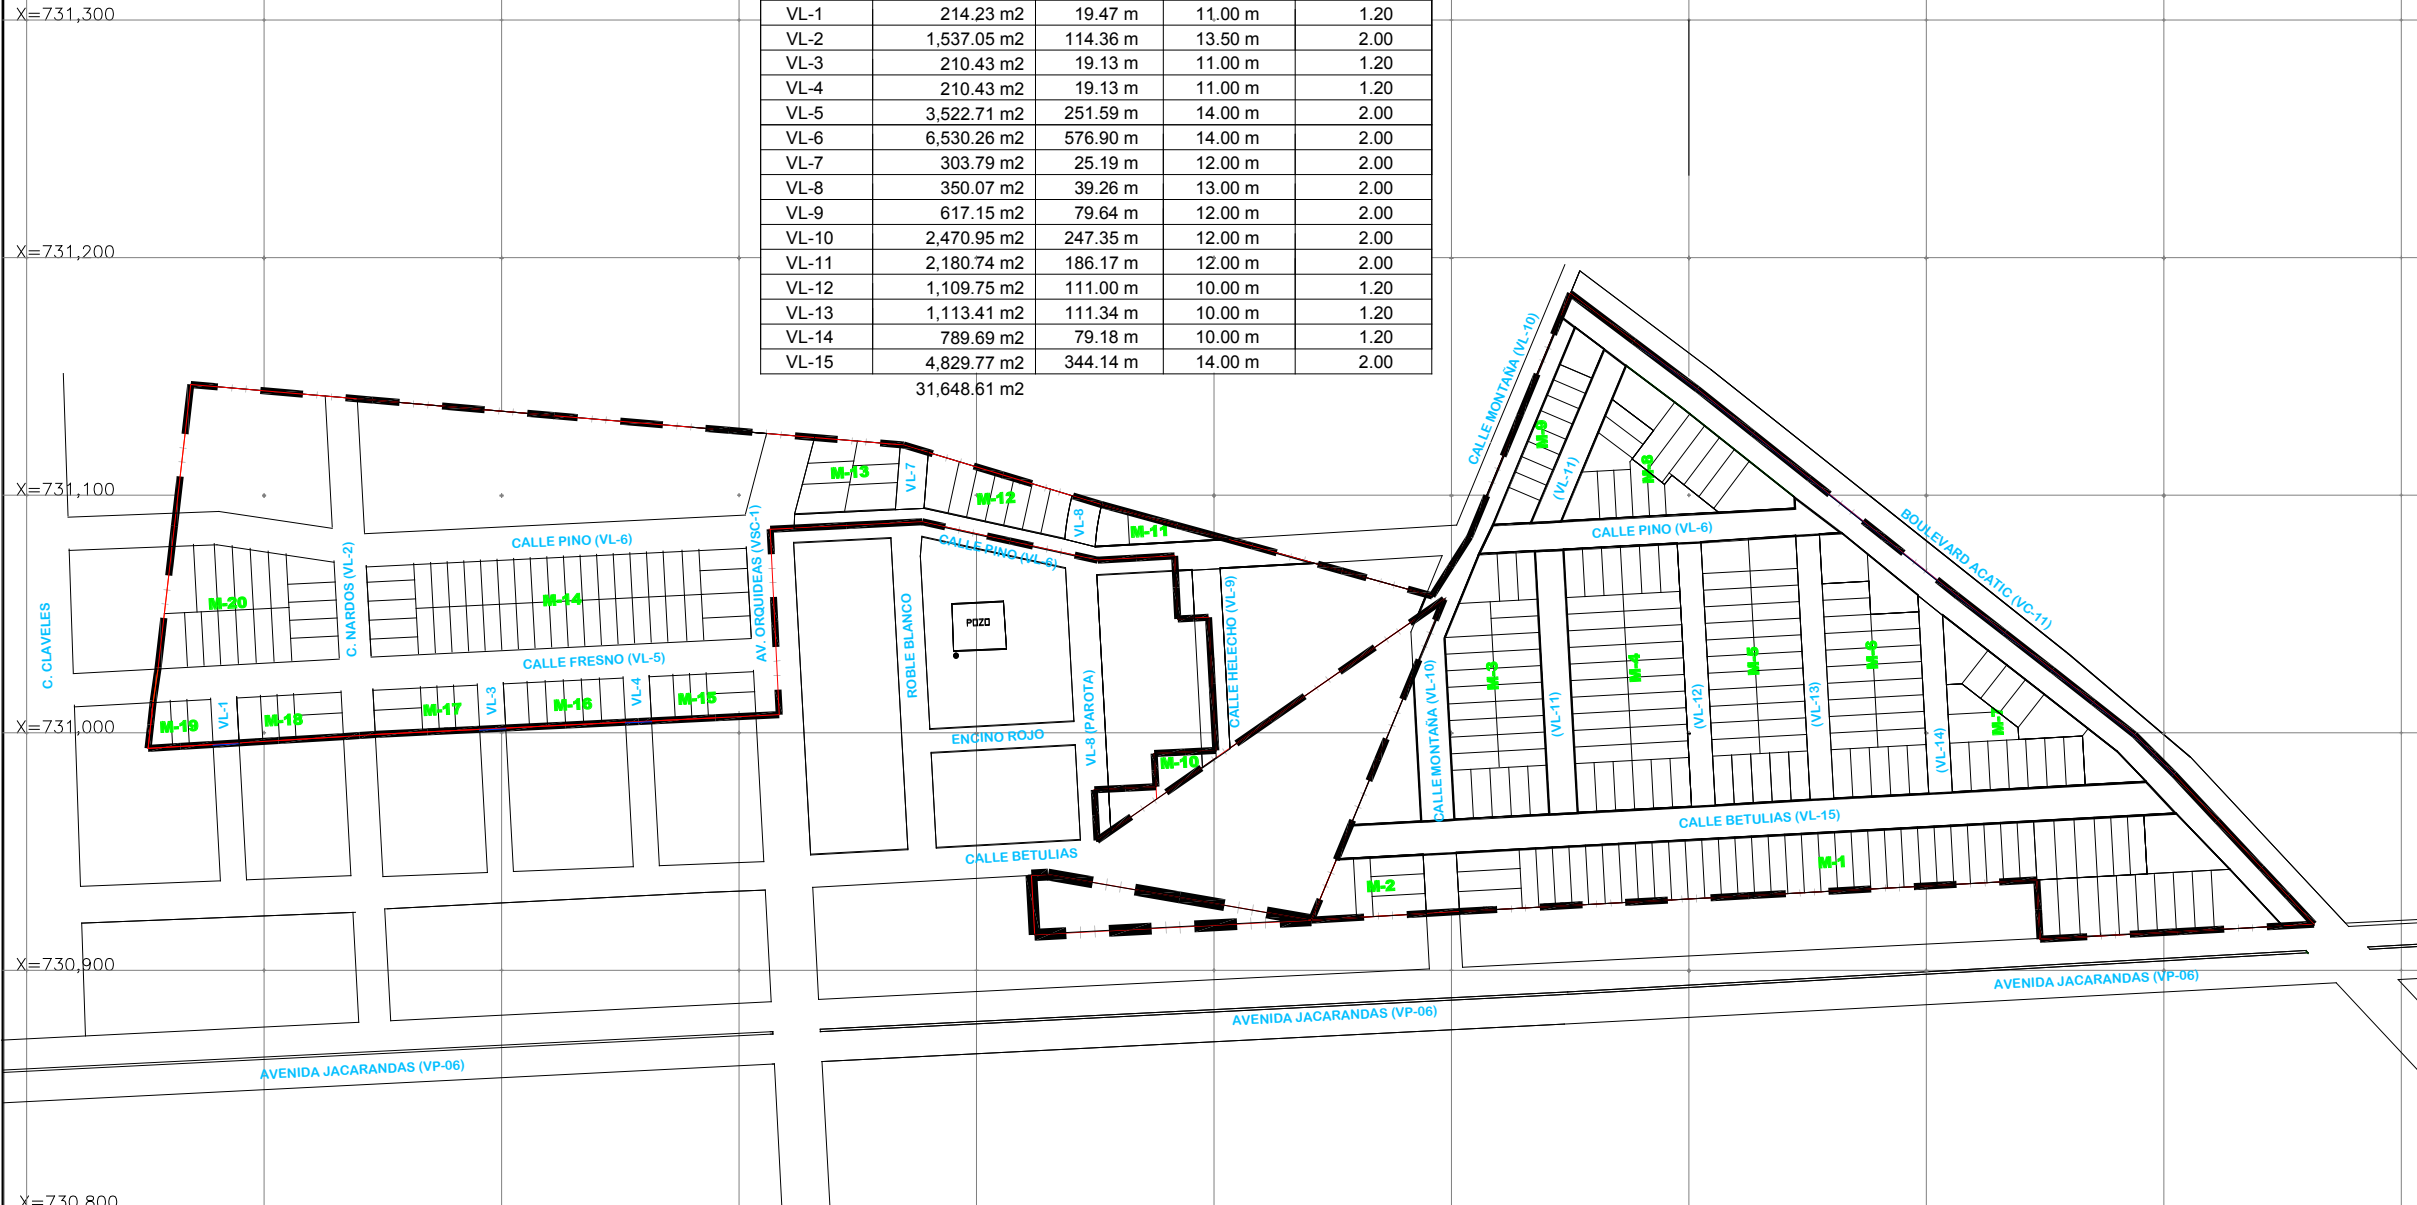 X=731,300
VL-1 214.23 m2 19.47 m 11.00 m 1.20
VL-2 1,537.05 m2 114.36 m 13.50 m 2.00
VL-3 210.43 m2 19.13 m 11.00 m 1.20
VL-4 210.43 m2 19.13 m 11.00 m 1.20
VL-5 3,522.71 m2 251.59 m 14.00 m 2.00
VL-6 6,530.26 m2 576.90 m 14.00 m 2.00
VL-7 303.79 m2 25.19 m 12.00 m 2.00
VL-8 350.07 m2 39.26 m 13.00 m 2.00
VL-9 617.15 m2 79.64 m 12.00 m 2.00
VL-10 2,470.95 m2 247.35 m 12.00 m 2.00
VL-11 2,180.74 m2 186.17 m 12.00 m 2.00
VL-12 1,109.75 m2 111.00 m 10.00 m 1.20
VL-13 1,113.41 m2 111.34 m 10.00 m 1.20
VL-14 789.69 m2 79.18 m 10.00 m 1.20
VL-15 4,829.77 m2 344.14 m 14.00 m 2.00
31,648.61 m2
X=731,200
X=731,100
X=731,000
X=730,900
X=730,800
CALLE MONTAÑA (VL-10)
M-9
(VL-11)
M-8
BOULEVARD ACATIC (VC-11)
M-13
VL-7
M-12
VL-8
M-11
CALLE PINO (VL-6)
CALLE PINO (VL-6)
CALLE PINO (VL-6)
C. CLAVELES
M-20
C. NARDOS (VL-2)
M-14
AV. ORQUIDEAS (VSC-1)
ROBLE BLANCO
POZO
CALLE HELECHO (VL-9)
CALLE FRESNO (VL-5)
M-19
VL-1
M-18
M-17
VL-3
M-16
VL-4
M-15
ENCINO ROJO
VL-8 (PAROTA)
M-10
CALLE MONTAÑA (VL-10)
M-3
VL-11
M-4
(VL-12)
M-5
(VL-13)
M-6
(VL-14)
M-7
CALLE BETULIAS (VL-15)
CALLE BETULIAS
M-2
M-1
AVENIDA JACARANDAS (VP-06)
AVENIDA JACARANDAS (VP-06)
AVENIDA JACARANDAS (VP-06)